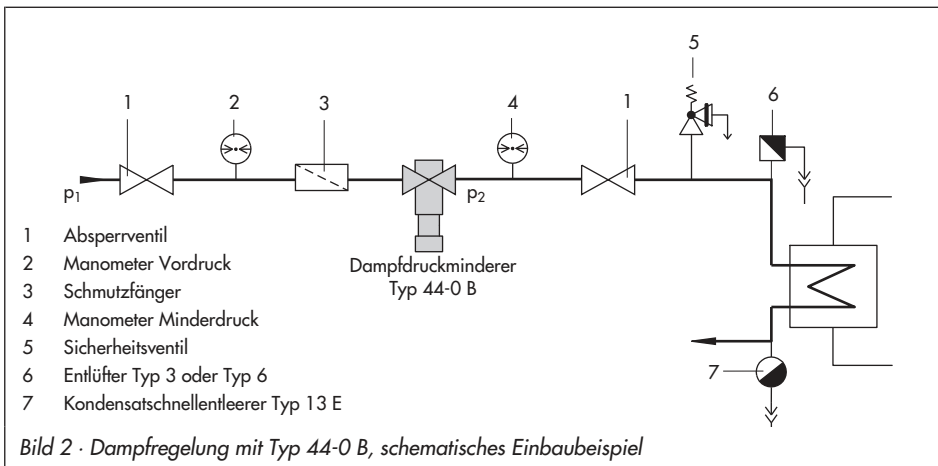 5
1
2
3
4
1
6
p1
p2
1 Absperrventil
2 Manometer Vordruck
3 Schmutzfänger
4 Manometer Minderdruck
5 Sicherheitsventil
6 Entlüfter Typ 3 oder Typ 6
7 Kondensatschnellentleerer Typ 13 E
Dampfdruckminderer
Typ 44-0 B
7
Bild 2 · Dampfregelung mit Typ 44-0 B, schematisches Einbaubeispiel